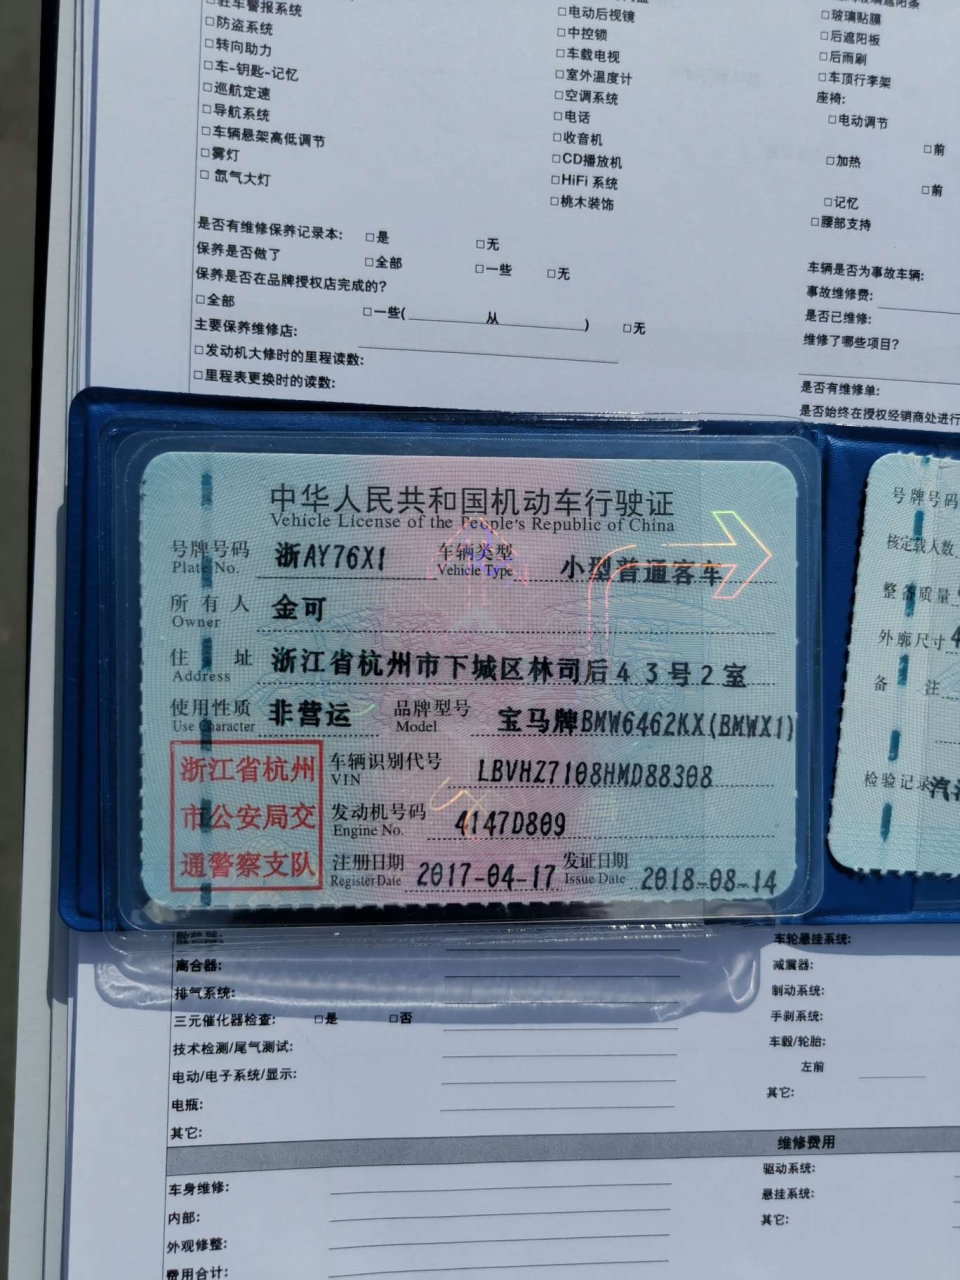 驻车警报系统
防盗系统
转向助力
车-钥匙-记忆
巡航定速
导航系统
车辆悬架高低调节
雾灯
氙气大灯
电动后视镜
中控锁
车载电视
室外温度计
空调系统
电话
收音机
CD播放机
HiFi 系统
桃木装饰
玻璃贴膜
后遮阳板
后雨刷
车顶行李架
座椅:
电动调节
前
加热
前
记忆
腰部支持
是否有维修保养记录本: 是 无
保养是否做了 全部 一些 无
保养是否在品牌授权店完成的?
全部 一些( 从 ) 无
主要保养维修店:
发动机大修时的里程读数:
里程表更换时的读数:
车辆是否为事故车辆:
事故维修费:
是否已维修:
维修了哪些项目?
是否有维修单:
是否始终在授权经销商处进行
中华人民共和国机动车行驶证
Vehicle License of the People's Republic of China
号牌号码 浙AY76X1 车辆类型 小型普通客车
Plate No. Vehicle Type
所有人 金可
Owner
住址 浙江省杭州市下城区林司后43号2室
Address
使用性质 非营运 品牌型号 宝马牌BMW6462KX(BMWX1)
Use Character Model
浙江省杭州
市公安局交
通警察支队
车辆识别代号 LBVHZ7108HMD88308
VIN
发动机号码 4147D809
Engine No.
注册日期 2017-04-17 发证日期 2018-08-14
Register Date Issue Date
号牌号码
核定载人数
整备质量
外廓尺寸 4
备注
检验记录
离合器:
排气系统:
三元催化器检查: 是 否
技术检测/尾气测试:
电动/电子系统/显示:
电瓶:
其它:
车轮悬挂系统:
减震器:
制动系统:
手刹系统:
车毂/轮胎:
左前
其它:
维修费用
车身维修:
内部:
外观修整:
费用合计:
驱动系统:
悬挂系统:
其它: